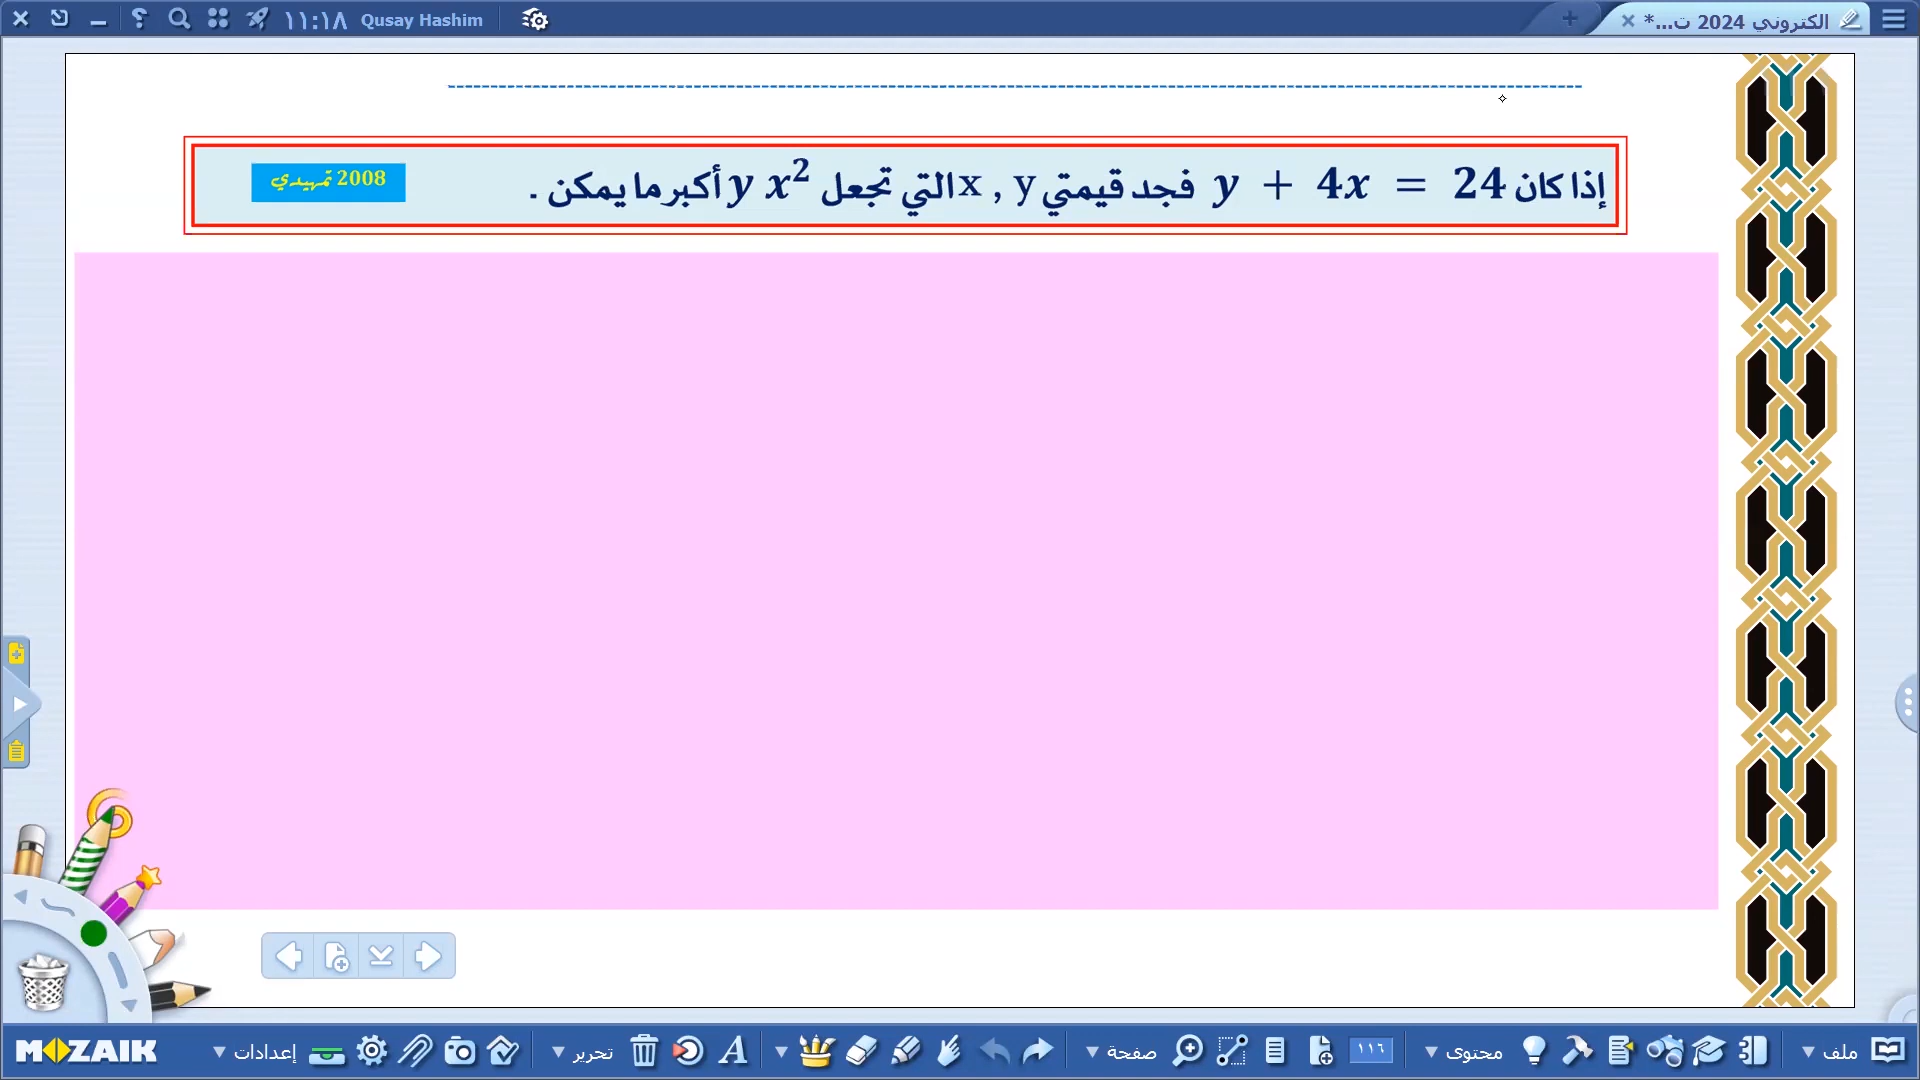 ١١:١٨ Qusay Hashim
الكتروني 2024 ت...*
إذا كان y + 4x = 24 فجد قيمتي x , y التي تجعل y x² أكبر ما يمكن .
2008 تمهيدي
MOZAIK
إعدادات
تحرير
صفحة
١١٦
محتوى
ملف